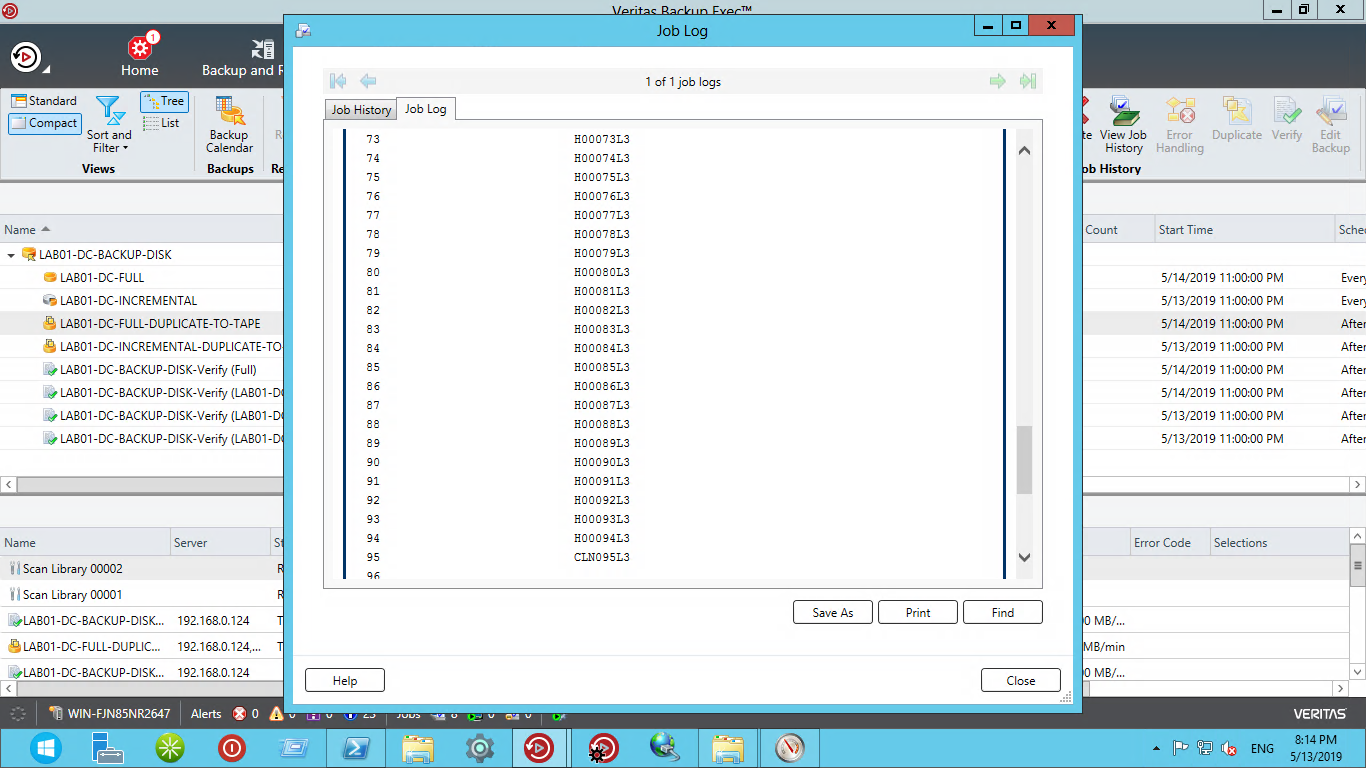 Veritas Backup Exec™
Job Log
1
Home
Backup and R
Standard
Compact
Sort and
Filter
Tree
List
Views
Backup
Calendar
Backups
Re
View Job
History
Error
Handling
Duplicate
Verify
Edit
Backup
ob History
1 of 1 job logs
Job History
Job Log
73 H00073L3
74 H00074L3
75 H00075L3
76 H00076L3
77 H00077L3
78 H00078L3
79 H00079L3
80 H00080L3
81 H00081L3
82 H00082L3
83 H00083L3
84 H00084L3
85 H00085L3
86 H00086L3
87 H00087L3
88 H00088L3
89 H00089L3
90 H00090L3
91 H00091L3
92 H00092L3
93 H00093L3
94 H00094L3
95 CLN095L3
96
Save As
Print
Find
Help
Close
Name
Count
Start Time
Sche
LAB01-DC-BACKUP-DISK
LAB01-DC-FULL 5/14/2019 11:00:00 PM Every
LAB01-DC-INCREMENTAL 5/13/2019 11:00:00 PM Every
LAB01-DC-FULL-DUPLICATE-TO-TAPE 5/14/2019 11:00:00 PM After
LAB01-DC-INCREMENTAL-DUPLICATE-TO- 5/13/2019 11:00:00 PM After
LAB01-DC-BACKUP-DISK-Verify (Full) 5/14/2019 11:00:00 PM After
LAB01-DC-BACKUP-DISK-Verify (LAB01-DC 5/14/2019 11:00:00 PM After
LAB01-DC-BACKUP-DISK-Verify (LAB01-DC 5/13/2019 11:00:00 PM After
LAB01-DC-BACKUP-DISK-Verify (LAB01-DC 5/13/2019 11:00:00 PM After
Name Server St Error Code Selections
Scan Library 00002 R
Scan Library 00001 R
LAB01-DC-BACKUP-DISK... 192.168.0.124 T 00 MB/...
LAB01-DC-FULL-DUPLIC... 192.168.0.124,... MB/min
LAB01-DC-BACKUP-DISK... 192.168.0.124 00 MB/...
WIN-FJN85NR2647 Alerts 0 0 0 23 Jobs 8 0 0
VERITAS
ENG
8:14 PM
5/13/2019